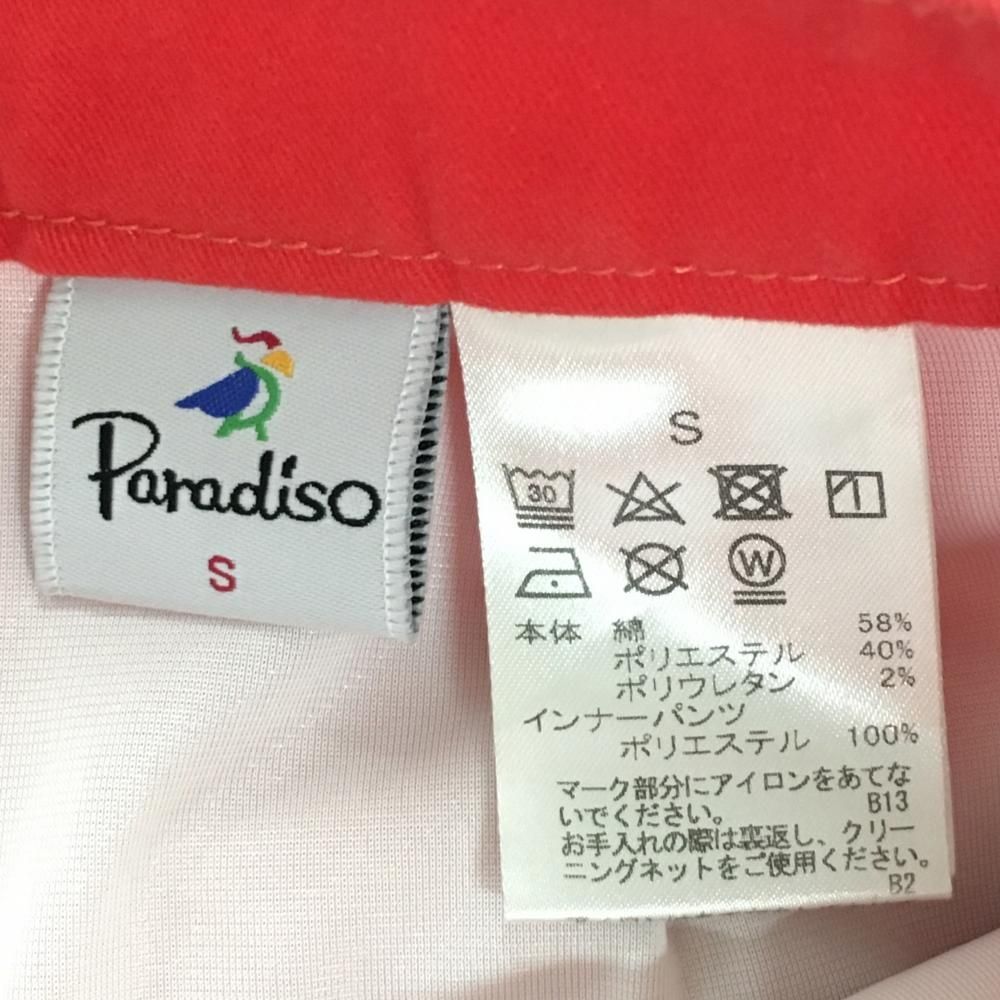 Paradiso
S
S
30
W
本体 綿 58%
ポリエステル 40%
ポリウレタン 2%
インナーパンツ
ポリエステル 100%
マーク部分にアイロンをあてな
いでください。 B13
お手入れの際は裏返し、クリー
ニングネットをご使用ください。
B2